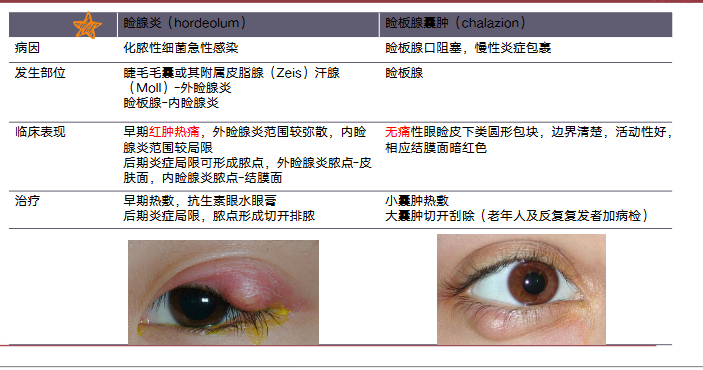 睑腺炎（hordeolum） 睑板腺囊肿（chalazion）
病因 化脓性细菌急性感染 睑板腺口阻塞，慢性炎症包裹
发生部位 睫毛毛囊或其附属皮脂腺（Zeis）汗腺 睑板腺
（Moll）-外睑腺炎
睑板腺-内睑腺炎
临床表现 早期红肿热痛，外睑腺炎范围较弥散，内睑 无痛性眼睑皮下类圆形包块，边界清楚，活动性好，
腺炎范围较局限 相应结膜面暗红色
后期炎症局限可形成脓点，外睑腺炎脓点-皮
肤面，内睑腺炎脓点-结膜面
治疗 早期热敷，抗生素眼水眼膏 小囊肿热敷
后期炎症局限，脓点形成切开排脓 大囊肿切开刮除（老年人及反复复发者加病检）